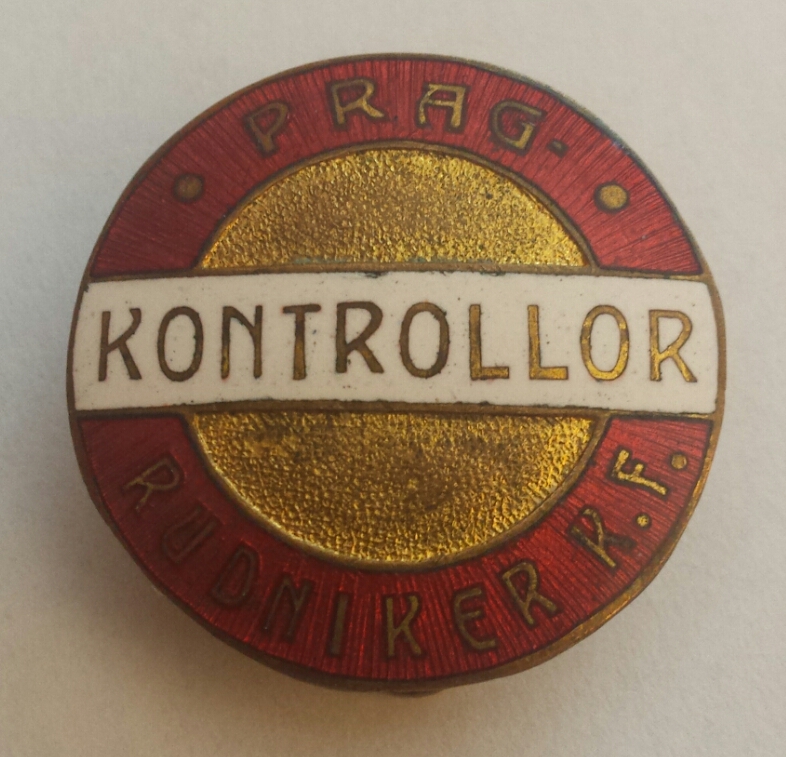 PRAG-
KONTROLLOR
RUDNIKER K.F.